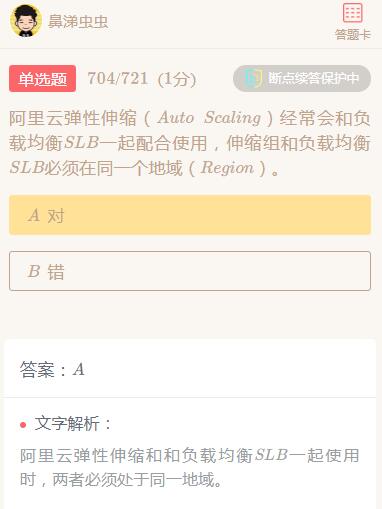 鼻涕虫虫
答题卡
单选题 704/721 (1分) 断点续答保护中
阿里云弹性伸缩（Auto Scaling）经常会和负
载均衡SLB一起配合使用，伸缩组和负载均衡
SLB必须在同一个地域（Region）。
A 对
B 错
答案：A
文字解析：
阿里云弹性伸缩和和负载均衡SLB一起使用
时，两者必须处于同一地域。